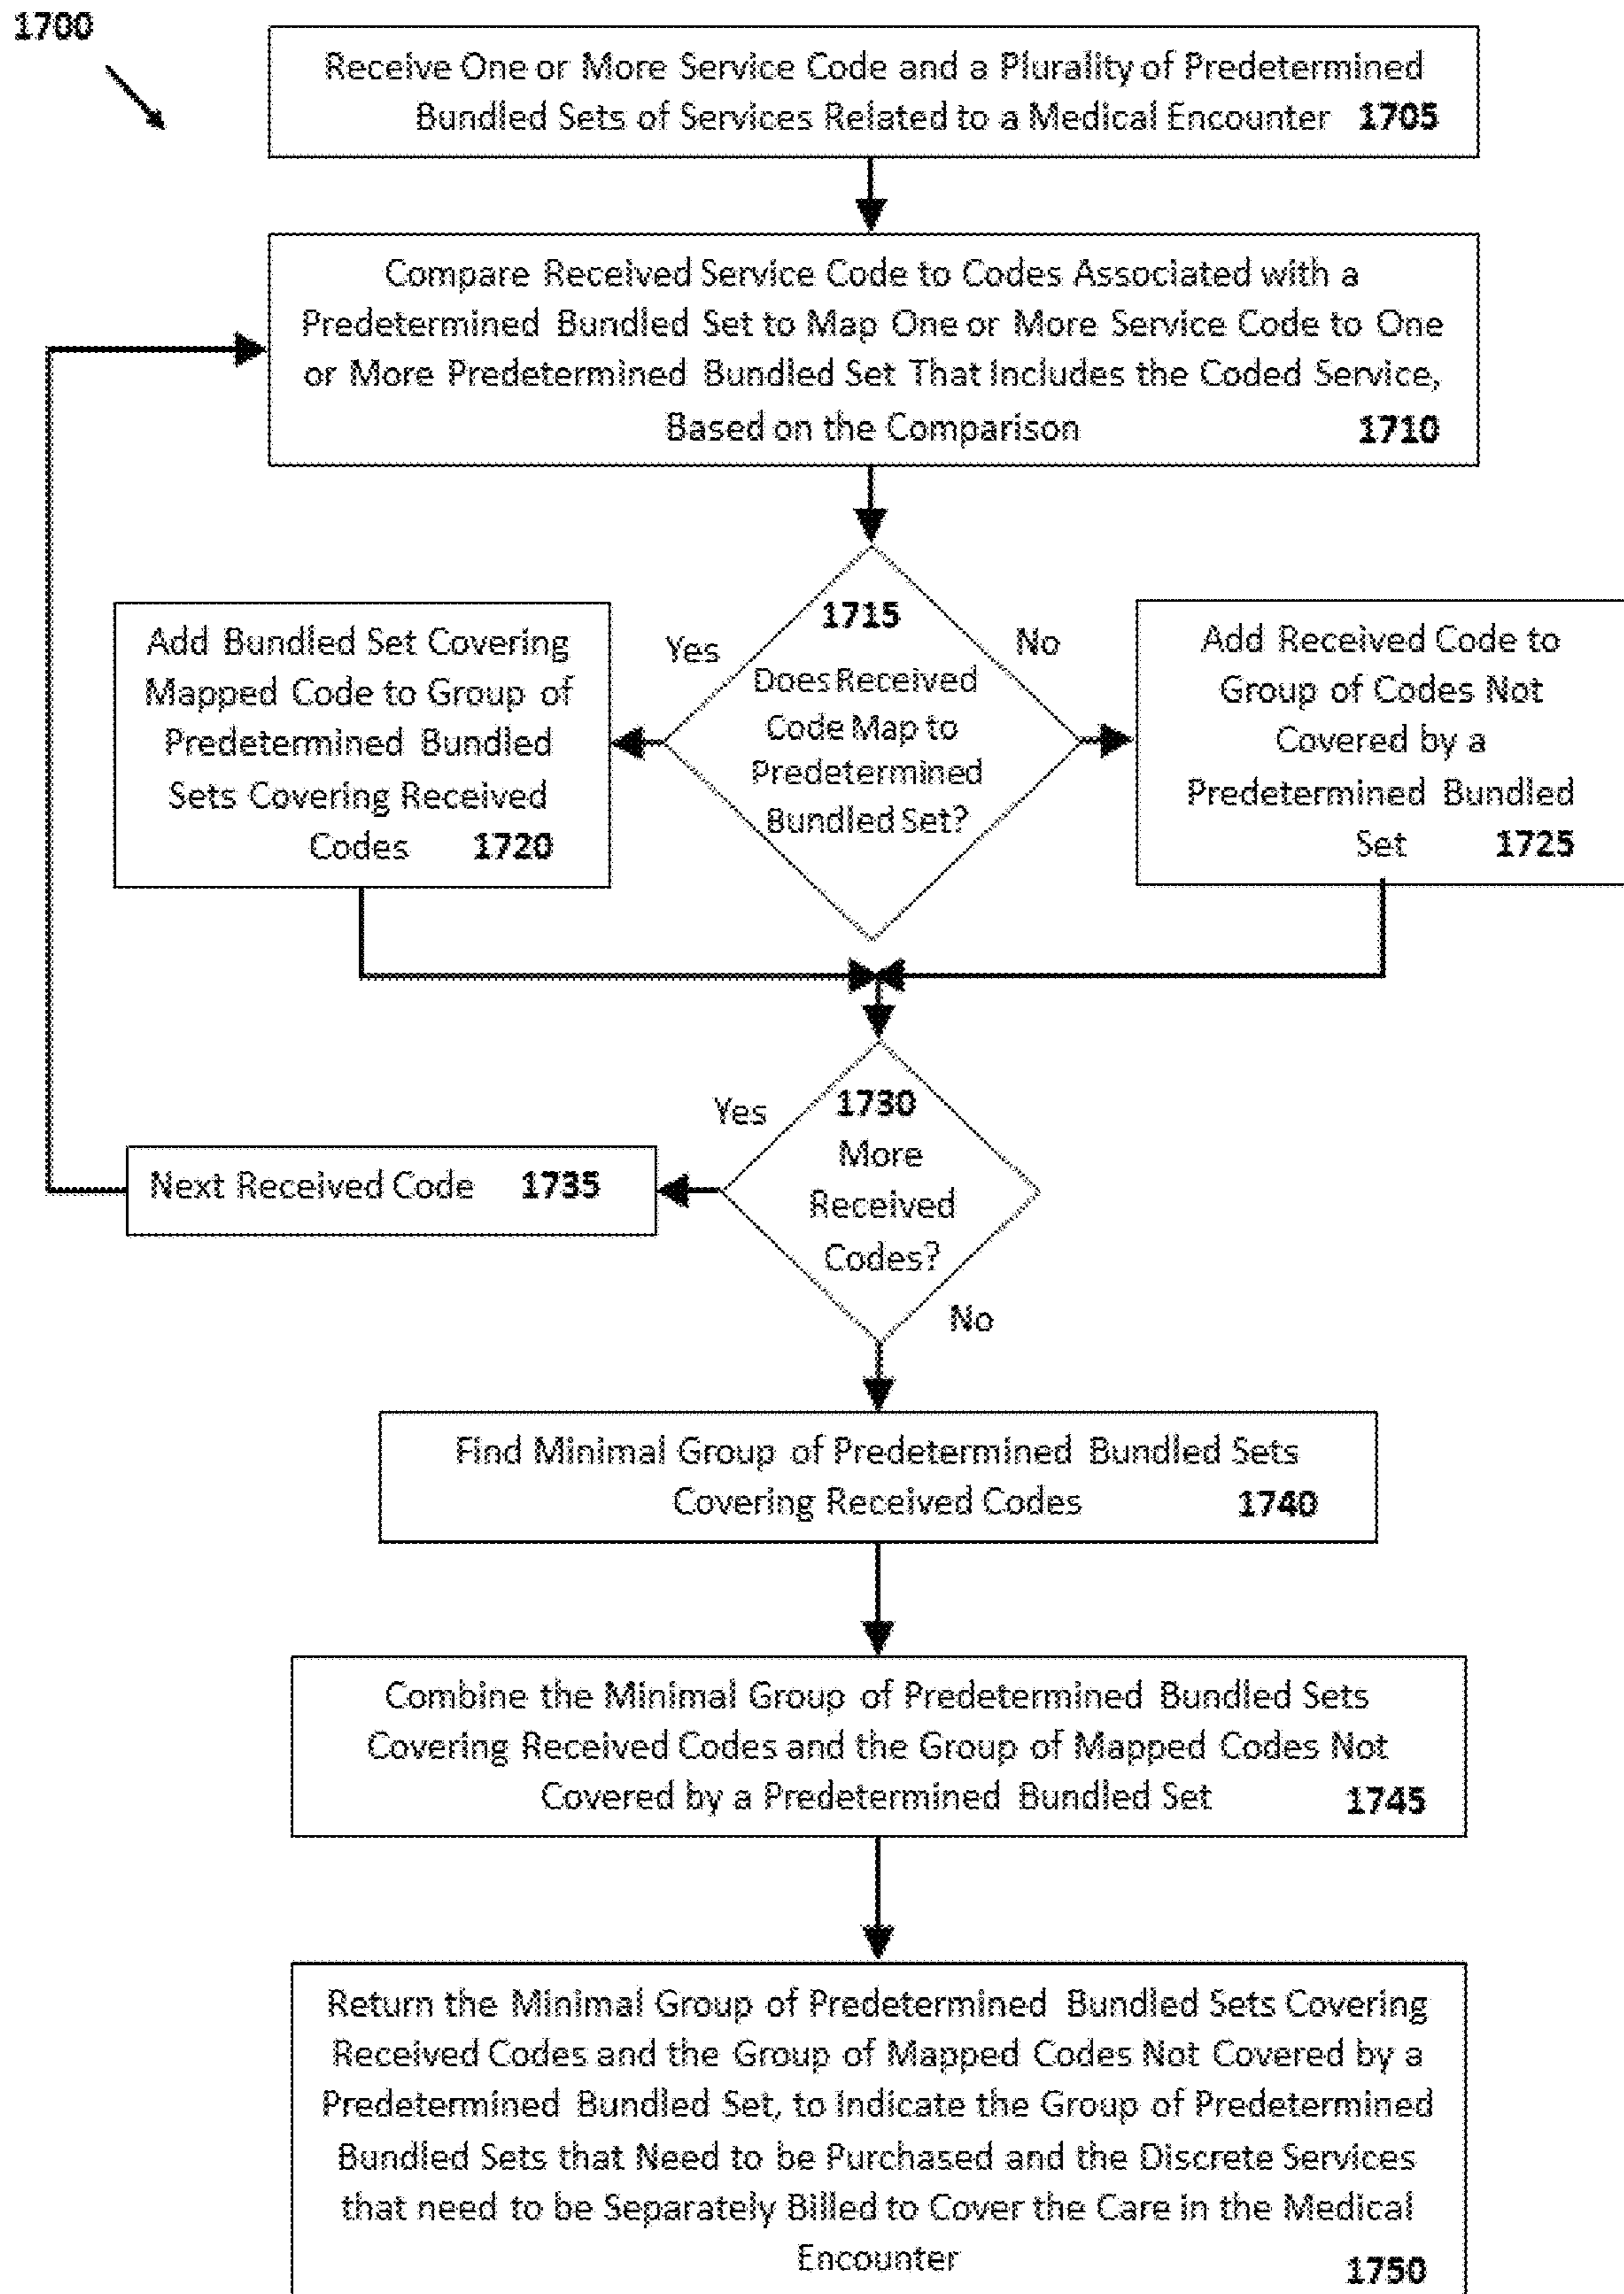 1700
Receive One or More Service Code and a Plurality of Predetermined
Bundled Sets of Services Related to a Medical Encounter 1705
Compare Received Service Code to Codes Associated with a
Predetermined Bundled Set to Map One or More Service Code to One
or More Predetermined Bundled Set That Includes the Coded Service,
Based on the Comparison 1710
1715
Does Received
Code Map to
Predetermined
Bundled Set?
Yes
No
Add Bundled Set Covering
Mapped Code to Group of
Predetermined Bundled
Sets Covering Received
Codes 1720
Add Received Code to
Group of Codes Not
Covered by a
Predetermined Bundled
Set 1725
1730
More
Received
Codes?
Yes
No
Next Received Code 1735
Find Minimal Group of Predetermined Bundled Sets
Covering Received Codes 1740
Combine the Minimal Group of Predetermined Bundled Sets
Covering Received Codes and the Group of Mapped Codes Not
Covered by a Predetermined Bundled Set 1745
Return the Minimal Group of Predetermined Bundled Sets Covering
Received Codes and the Group of Mapped Codes Not Covered by a
Predetermined Bundled Set, to Indicate the Group of Predetermined
Bundled Sets that Need to be Purchased and the Discrete Services
that need to be Separately Billed to Cover the Care in the Medical
Encounter 1750